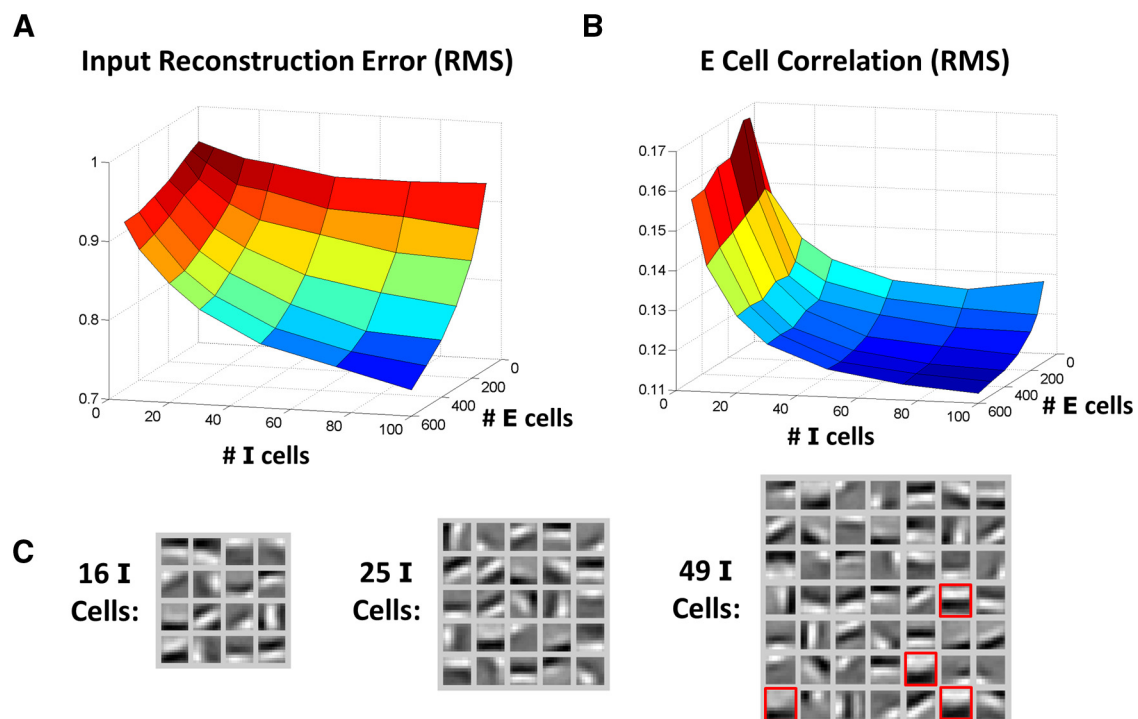 A
B
Input Reconstruction Error (RMS)
E Cell Correlation (RMS)
1
0.9
0.8
0.7
0
20
40
60
80
100
600
400
200
0
# I cells
# E cells
0.17
0.16
0.15
0.14
0.13
0.12
0.11
0
20
40
60
80
100
600
400
200
0
# I cells
# E cells
C
16 I
Cells:
25 I
Cells:
49 I
Cells: